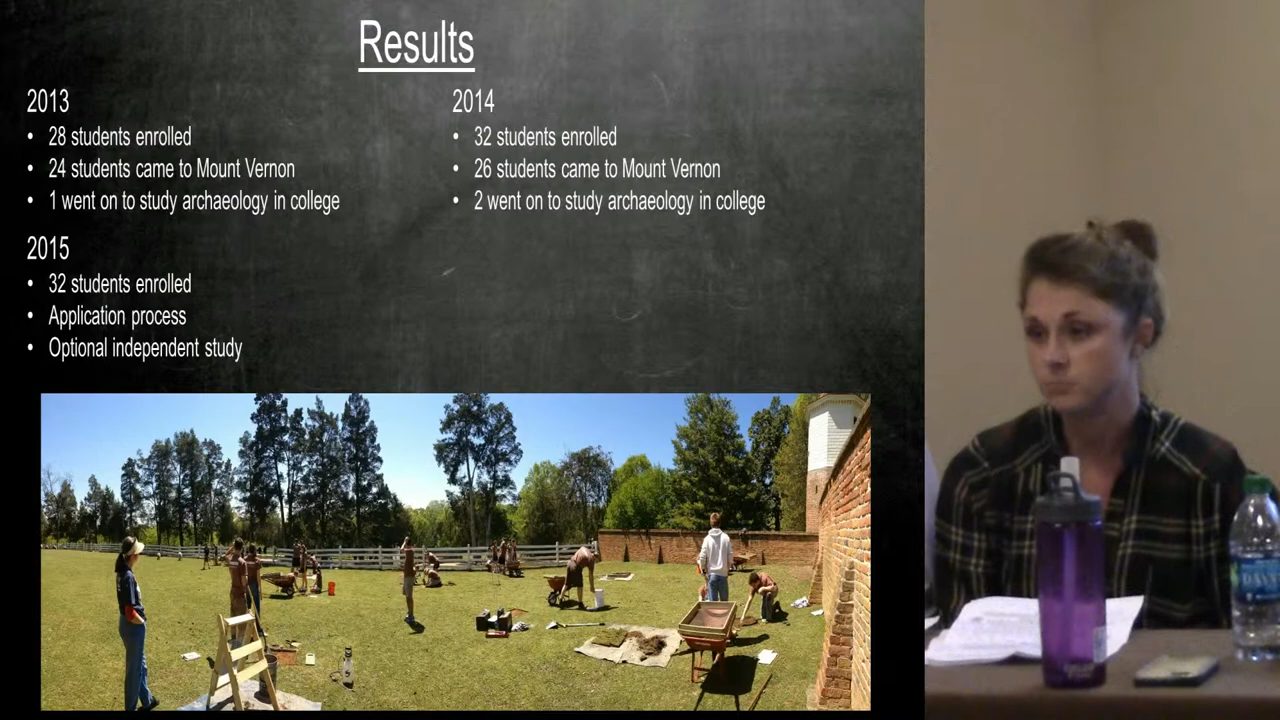 Results
2013
• 28 students enrolled
• 24 students came to Mount Vernon
• 1 went on to study archaeology in college
2014
• 32 students enrolled
• 26 students came to Mount Vernon
• 2 went on to study archaeology in college
2015
• 32 students enrolled
• Application process
• Optional independent study